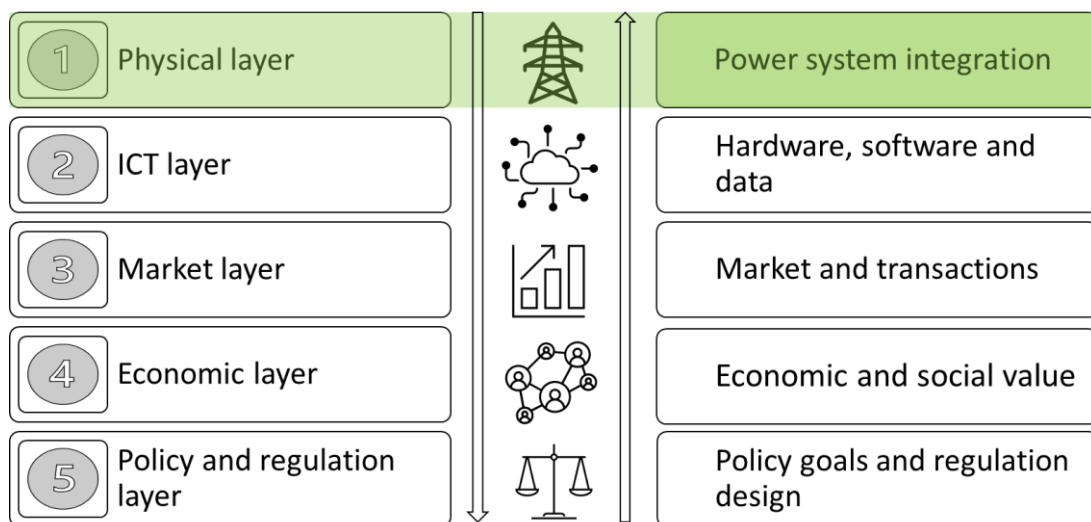 1 Physical layer
Power system integration
2 ICT layer
Hardware, software and
data
3 Market layer
Market and transactions
4 Economic layer
Economic and social value
5 Policy and regulation
layer
Policy goals and regulation
design